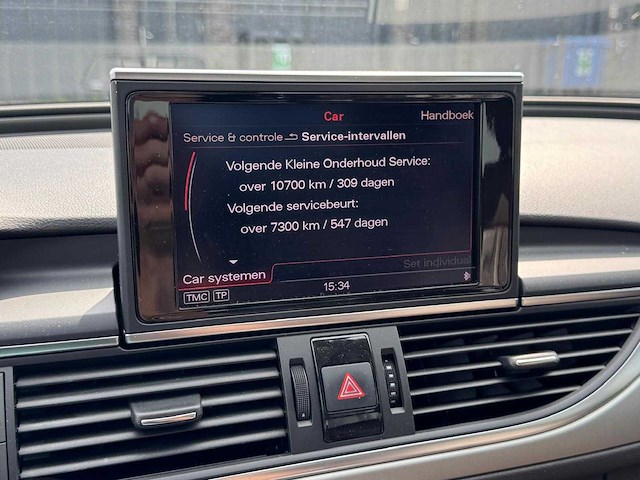 Car
Handboek
Service & controle Service-intervallen
Volgende Kleine Onderhoud Service:
over 10700 km / 309 dagen
Volgende servicebeurt:
over 7300 km / 547 dagen
Set individual
Car systemen
TMC TP
15:34